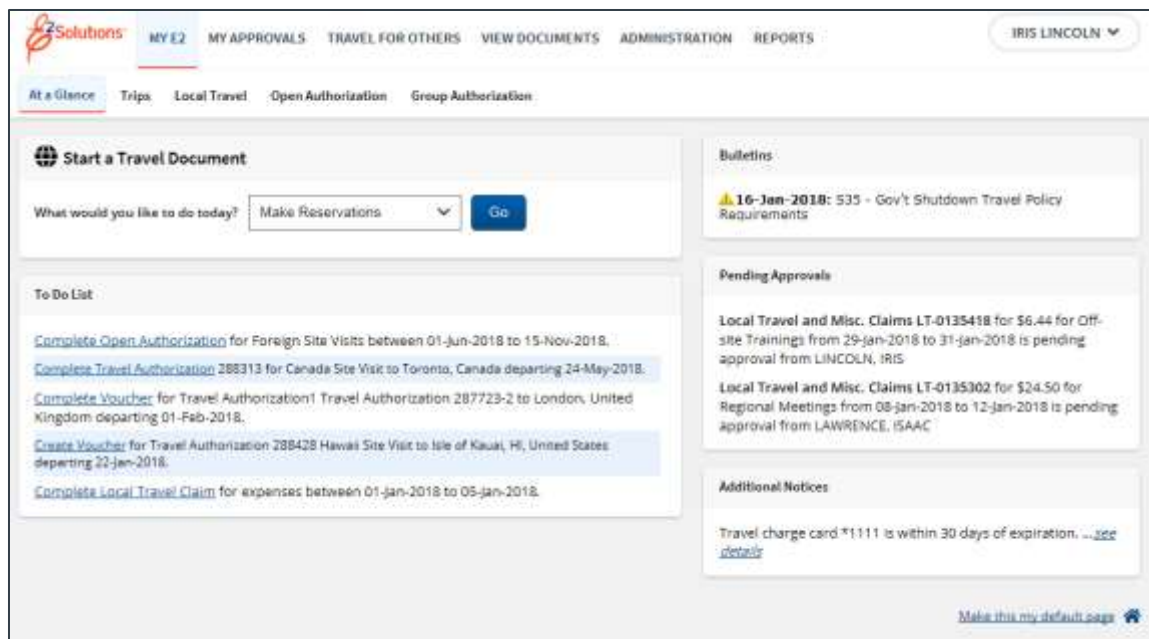 E2 Solutions
MY E2 MY APPROVALS TRAVEL FOR OTHERS VIEW DOCUMENTS ADMINISTRATION REPORTS
IRIS LINCOLN
At a Glance Trips Local Travel Open Authorization Group Authorization
Start a Travel Document
What would you like to do today? Make Reservations Go
To Do List
Complete Open Authorization for Foreign Site Visits between 01-Jun-2018 to 15-Nov-2018.
Complete Travel Authorization 288313 for Canada Site Visit to Toronto, Canada departing 24-May-2018.
Complete Voucher for Travel Authorization1 Travel Authorization 287723-2 to London, United
Kingdom departing 01-Feb-2018.
Create Voucher for Travel Authorization 288428 Hawaii Site Visit to Isle of Kauai, HI, United States
departing 22-Jan-2018.
Complete Local Travel Claim for expenses between 01-Jan-2018 to 05-Jan-2018.
Bulletins
16-Jan-2018: S35 - Gov't Shutdown Travel Policy
Requirements
Pending Approvals
Local Travel and Misc. Claims LT-0135418 for $6.44 for Off-
site Trainings from 29-Jan-2018 to 31-Jan-2018 is pending
approval from LINCOLN, IRIS
Local Travel and Misc. Claims LT-0135302 for $24.50 for
Regional Meetings from 08-Jan-2018 to 12-Jan-2018 is pending
approval from LAWRENCE, ISAAC
Additional Notices
Travel charge card *1111 is within 30 days of expiration. ...see
details
Make this my default page